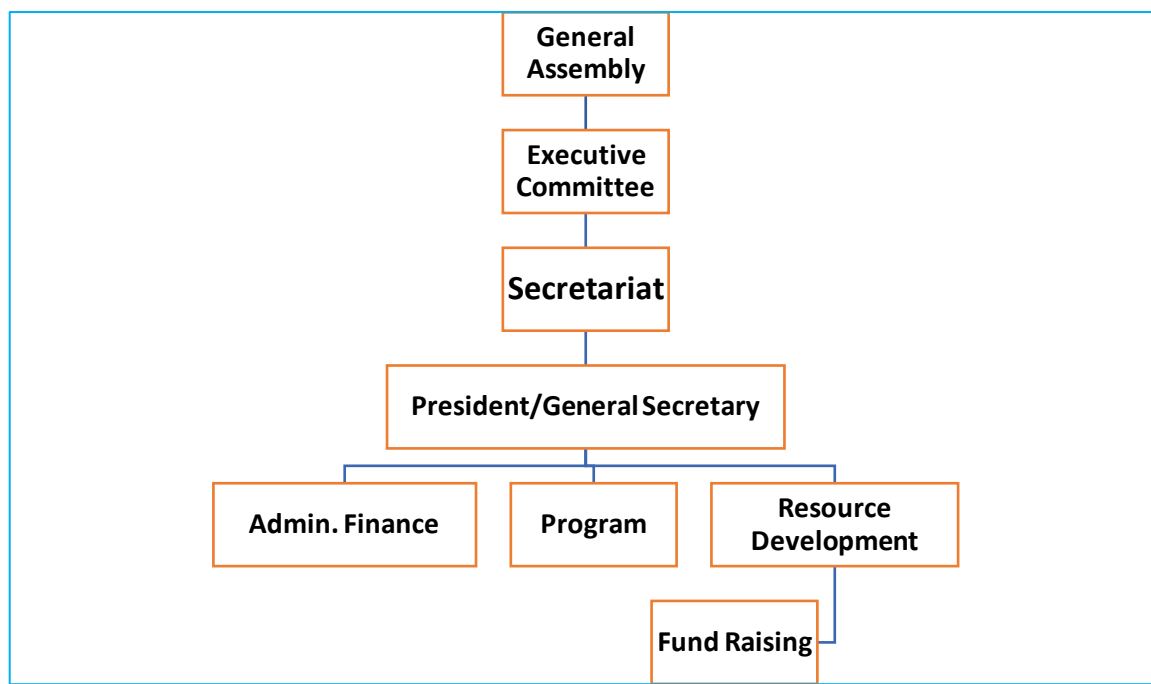 General
Assembly
Executive
Committee
Secretariat
President/General Secretary
Admin. Finance
Program
Resource
Development
Fund Raising